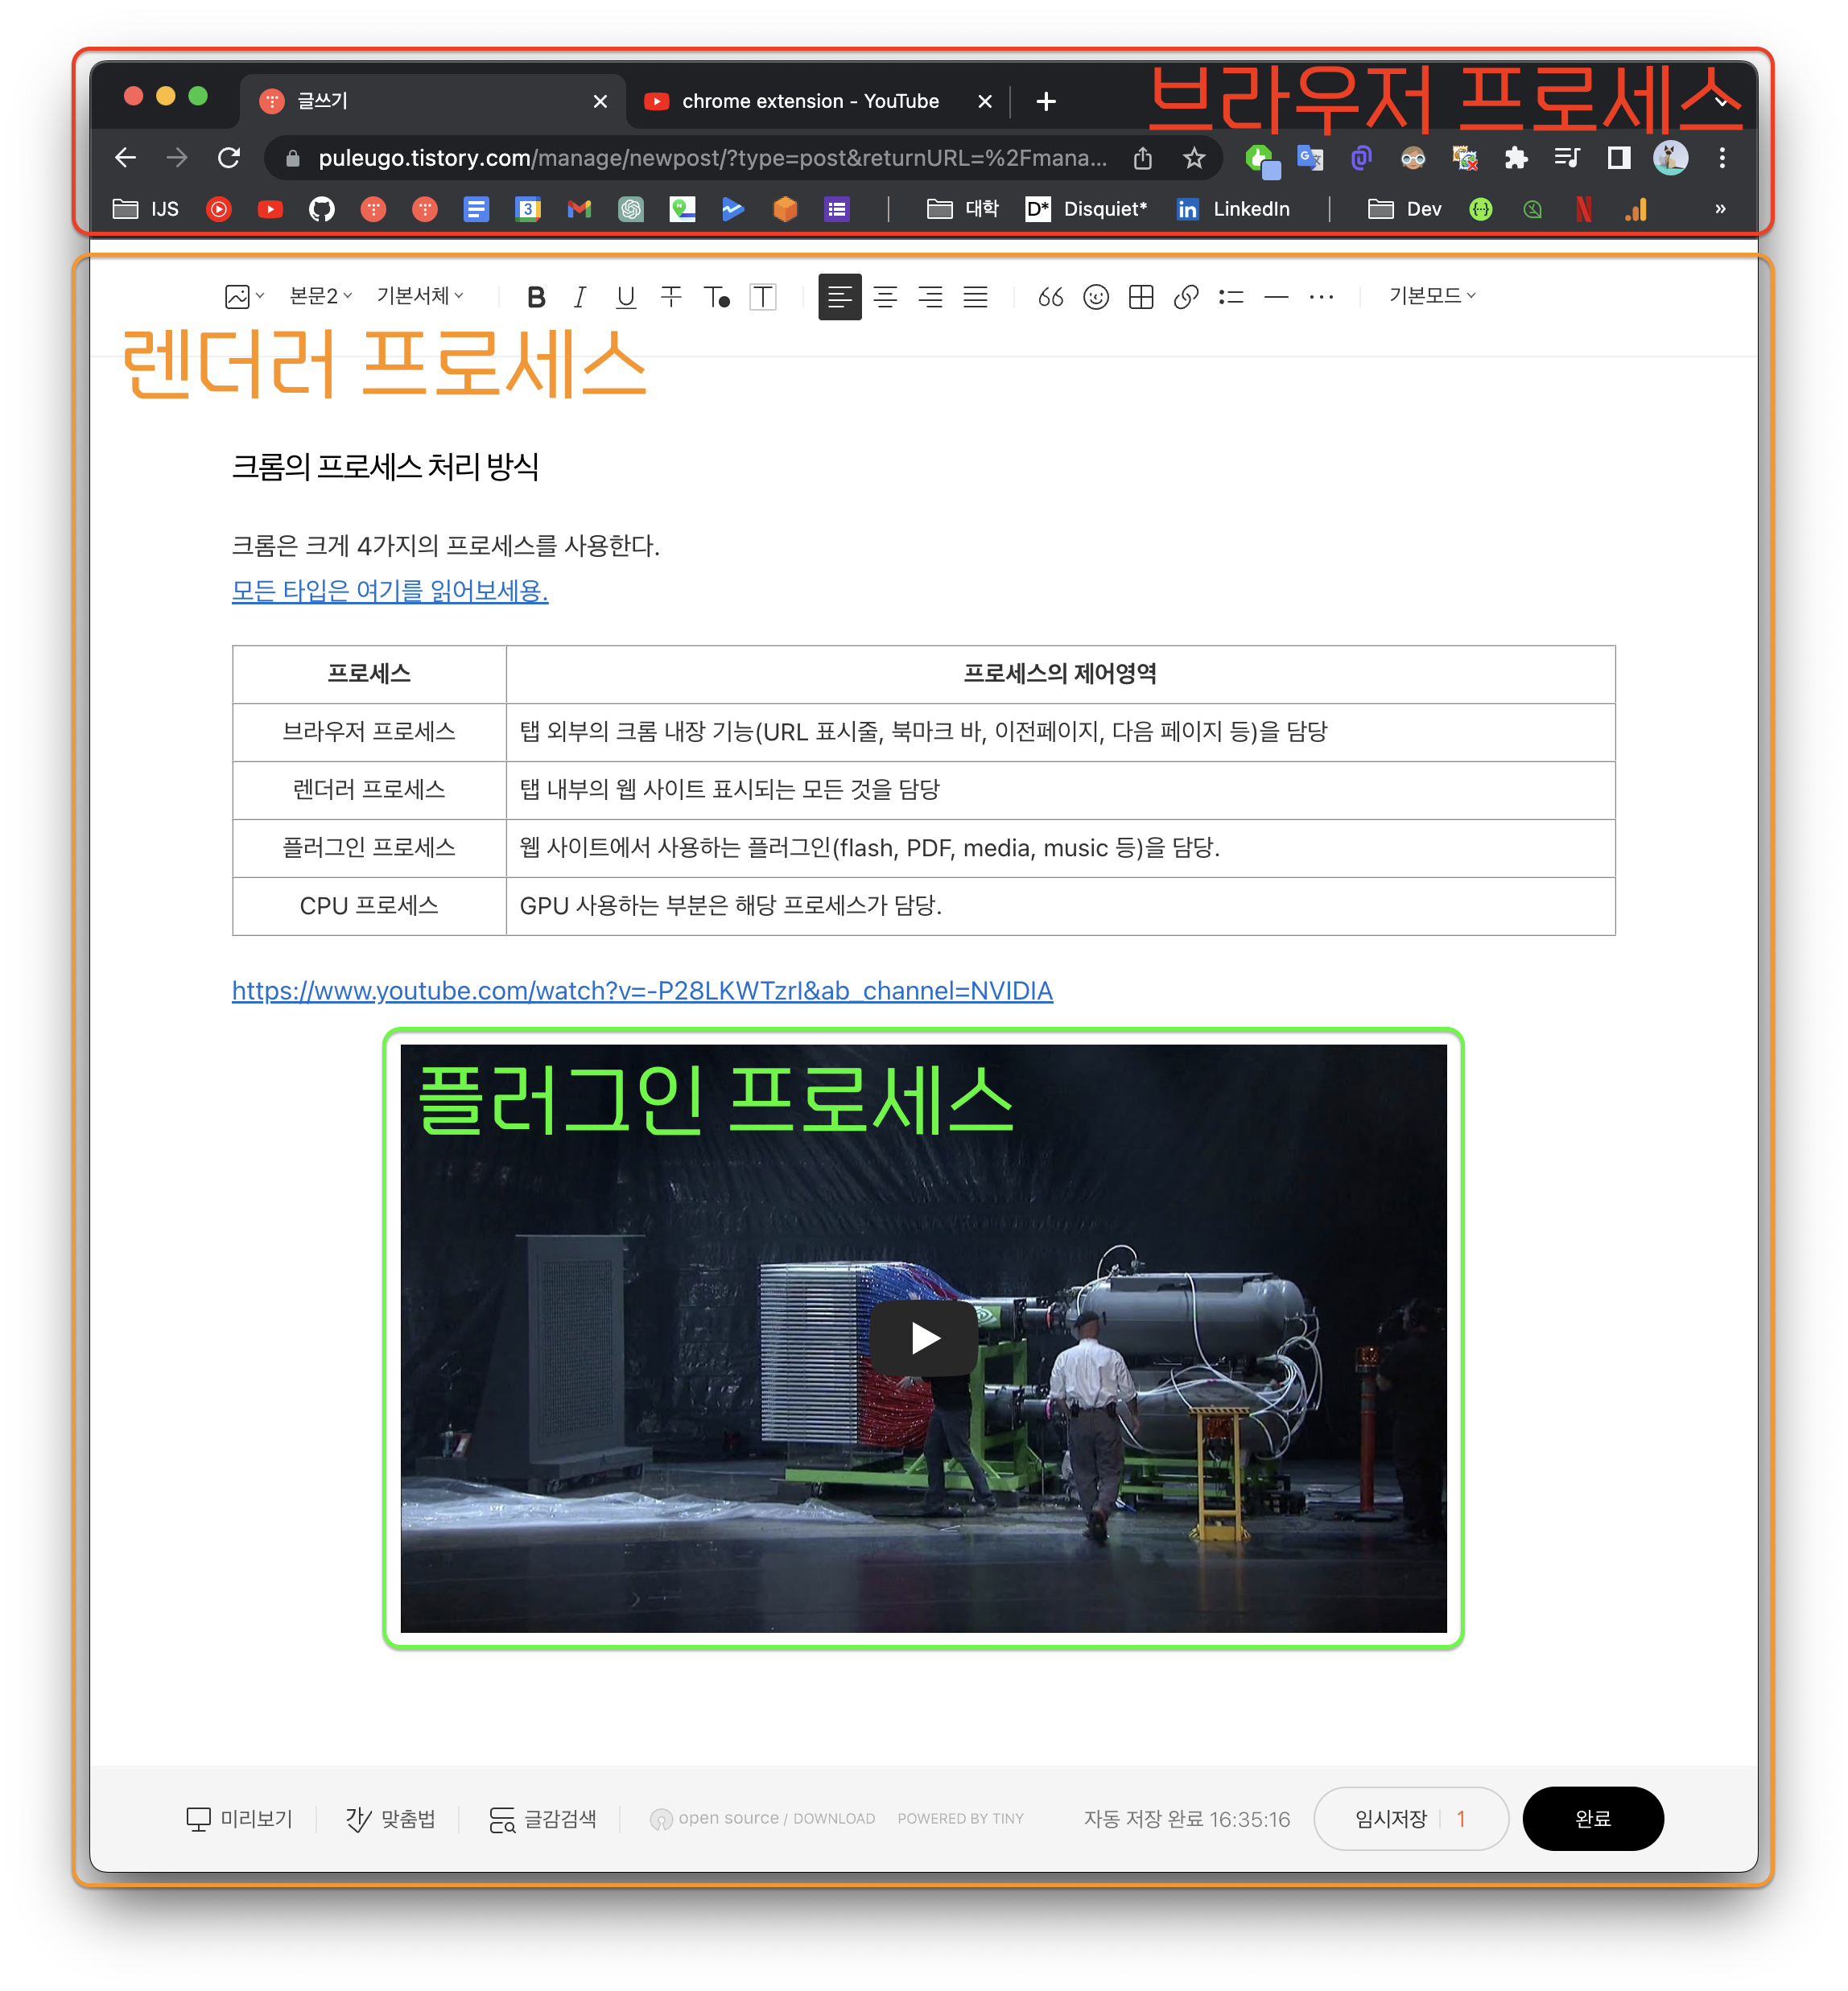 글쓰기
chrome extension - YouTube
브라우저 프로세스
puleugo.tistory.com/manage/newpost/?type=post&returnURL=%2Fmana...
IJS
3
대학
D* Disquiet*
in LinkedIn
Dev
»
본문2 기본서체 B I U T T T 기본모드
렌더러 프로세스
크롬의 프로세스 처리 방식
크롬은 크게 4가지의 프로세스를 사용한다.
모든 타입은 여기를 읽어보세용.
프로세스 프로세스의 제어영역
브라우저 프로세스 탭 외부의 크롬 내장 기능(URL 표시줄, 북마크 바, 이전페이지, 다음 페이지 등)을 담당
렌더러 프로세스 탭 내부의 웹 사이트 표시되는 모든 것을 담당
플러그인 프로세스 웹 사이트에서 사용하는 플러그인(flash, PDF, media, music 등)을 담당.
CPU 프로세스 GPU 사용하는 부분은 해당 프로세스가 담당.
https://www.youtube.com/watch?v=-P28LKWTzrI&ab_channel=NVIDIA
플러그인 프로세스
미리보기 맞춤법 글감검색 open source / DOWNLOAD POWERED BY TINY 자동 저장 완료 16:35:16 임시저장 1 완료